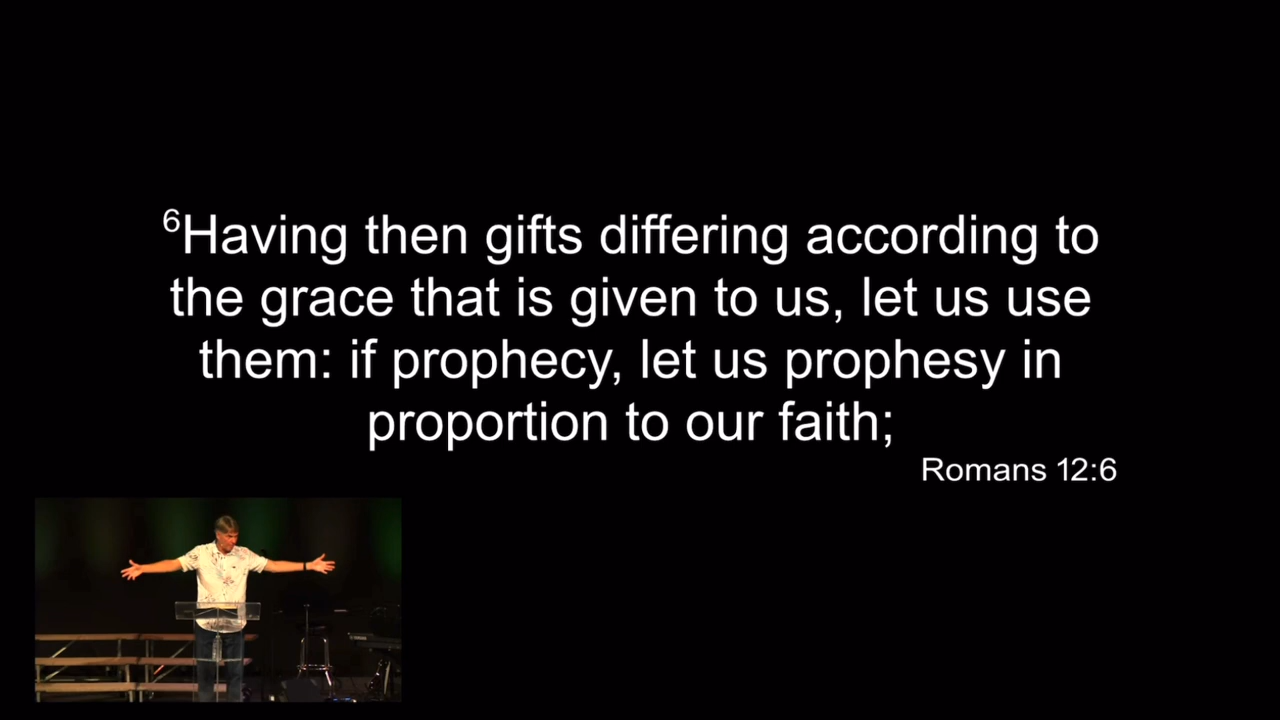 ⁶Having then gifts differing according to
the grace that is given to us, let us use
them: if prophecy, let us prophesy in
proportion to our faith;
Romans 12:6